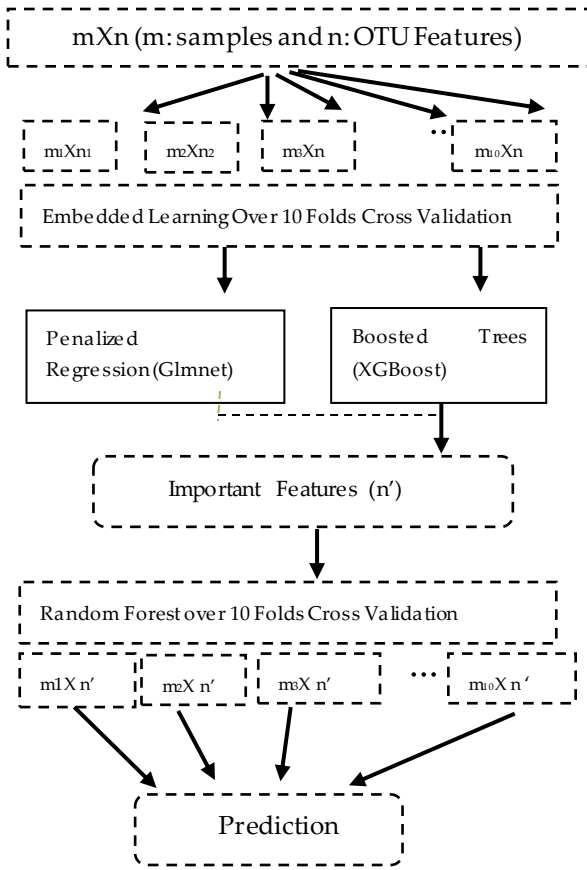 mXn (m: samples and n: OTU Features)
m1Xn1 m2Xn2 m3Xn .. m10Xn
Embedded Learning Over 10 Folds Cross Validation
Penalized
Regression(Glmnet)
Boosted Trees
(XGBoost)
Important Features (n')
Random Forest over 10 Folds Cross Validation
m1X n' m2X n' m3X n' ... m10X n‘
Prediction